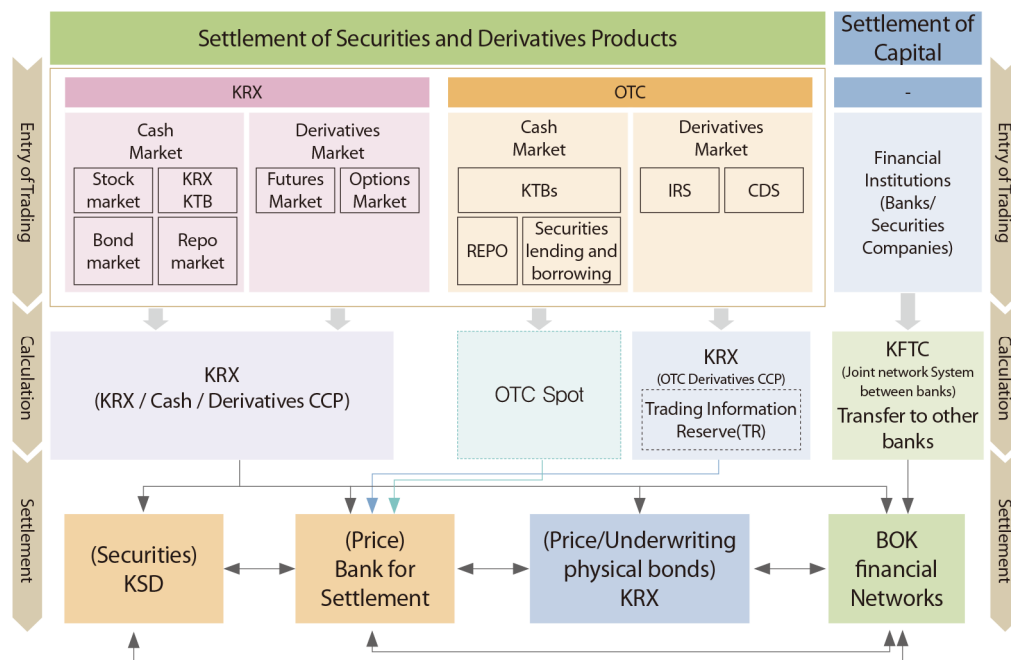 Settlement of Securities and Derivatives Products
Settlement of
Capital
Entry of Trading
KRX
OTC
-
Entry of Trading
Cash
Market
Derivatives
Market
Cash
Market
Derivatives
Market
Financial
Institutions
(Banks/
Securities
Companies)
Stock
market
KRX
KTB
Futures
Market
Options
Market
KTBs
IRS
CDS
Bond
market
Repo
market
REPO
Securities
lending and
borrowing
Calculation
KRX
(KRX / Cash / Derivatives CCP)
OTC Spot
KRX
(OTC Derivatives CCP)
Trading Information
Reserve(TR)
KFTC
(Joint network System
between banks)
Transfer to other
banks
Calculation
Settlement
(Securities)
KSD
(Price)
Bank for
Settlement
(Price/Underwriting
physical bonds)
KRX
BOK
financial
Networks
Settlement